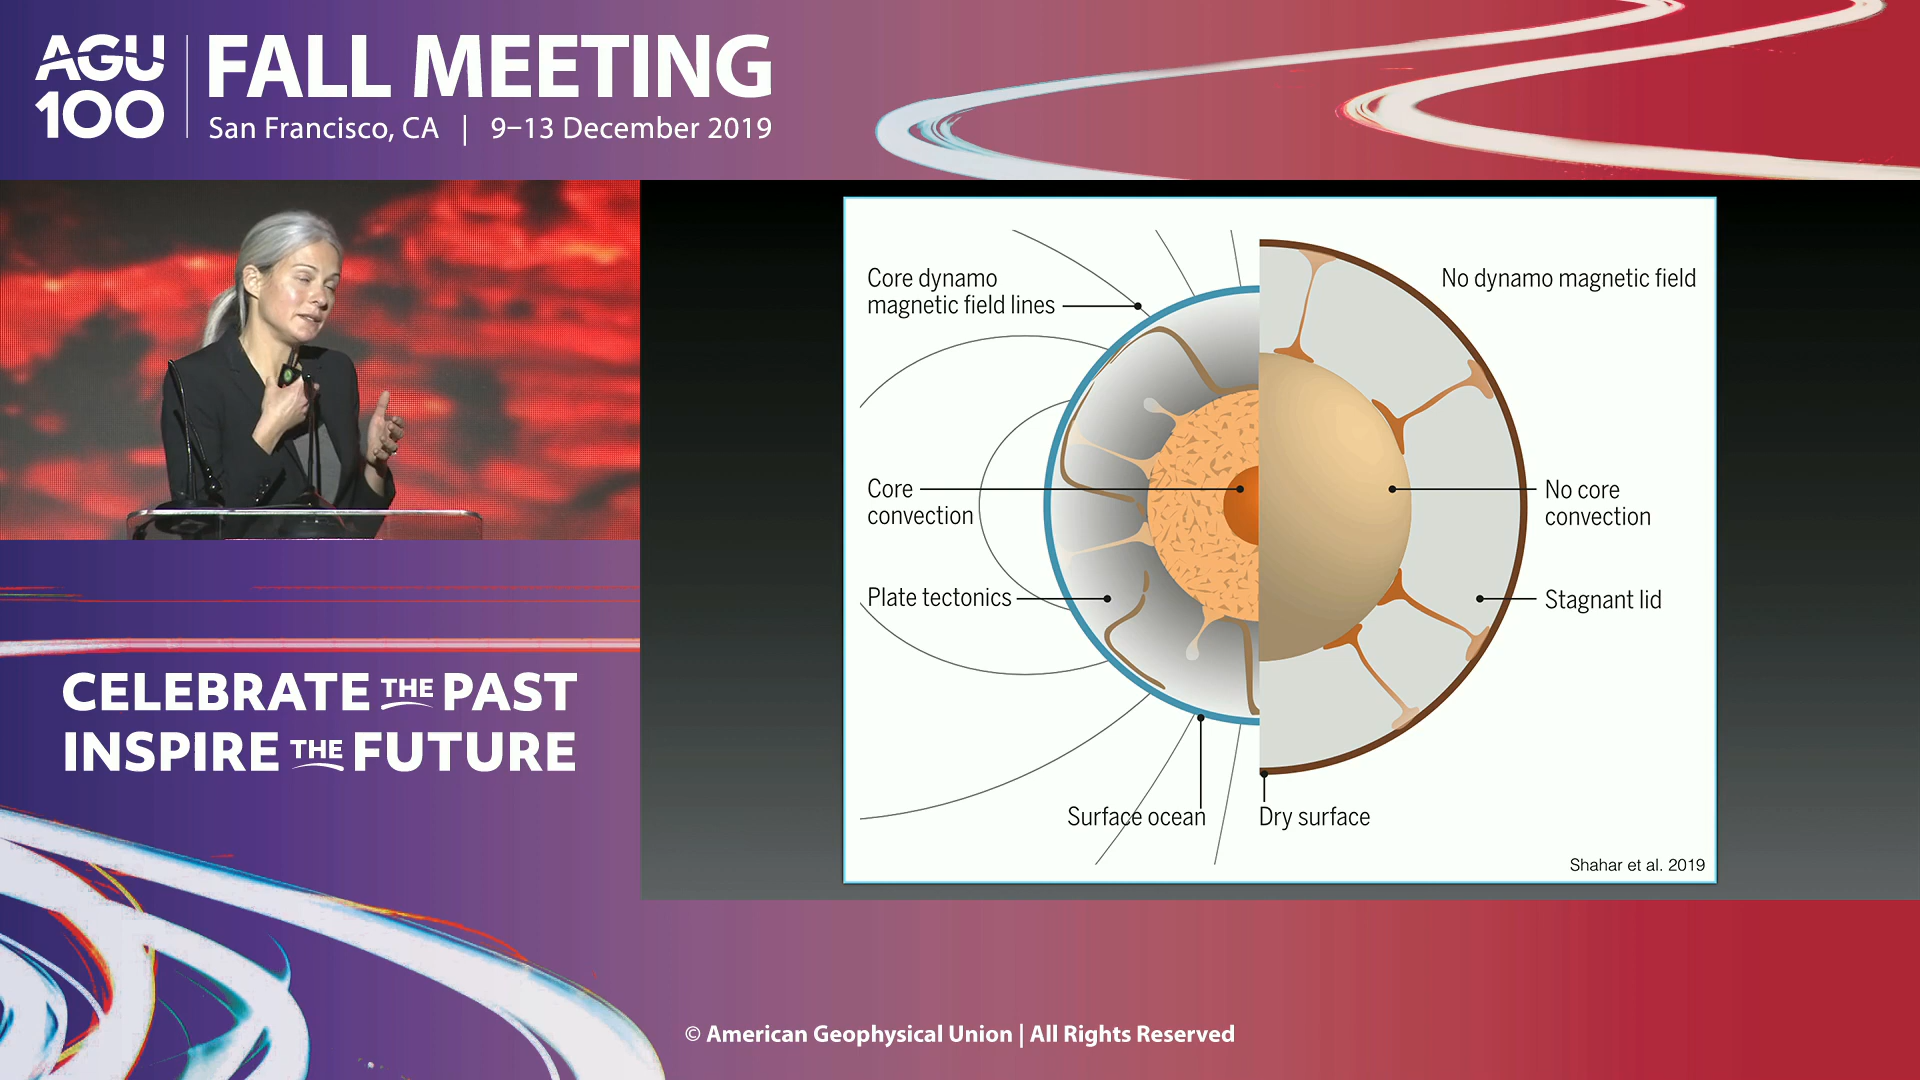 AGU
100
FALL MEETING
San Francisco, CA | 9–13 December 2019
Core dynamo
magnetic field lines
No dynamo magnetic field
Core
convection
No core
convection
Plate tectonics
Stagnant lid
Surface ocean
Dry surface
Shahar et al. 2019
CELEBRATE THE PAST
INSPIRE THE FUTURE
© American Geophysical Union | All Rights Reserved